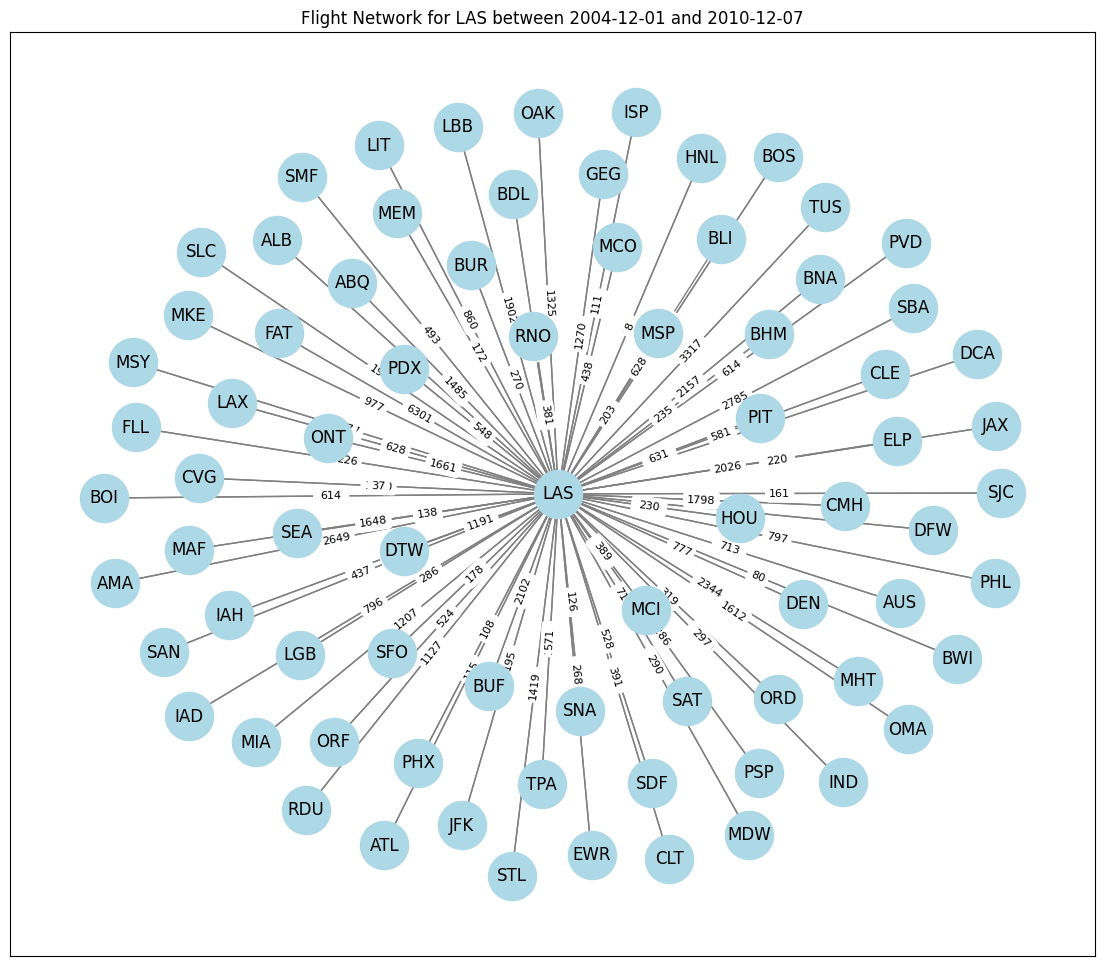 Flight Network for LAS between 2004-12-01 and 2010-12-07
OAK
ISP
LBB
LIT
HNL
BOS
SMF
GEG
BDL
TUS
MEM
ALB
BLI
PVD
MCO
SLC
BUR
BNA
ABQ
1902
1325
111
SBA
MKE
860
8
FAT
493
RNO
1270
MSP
BHM
172
3317
DCA
MSY
PDX
270
438
628
614
CLE
1485
2157
LAX
977
6301
381
203
235
2785
PIT
JAX
FLL
ONT
548
581
ELP
628
1661
631
2026
220
CVG
37
BOI
614
LAS
1798
161
SJC
230
CMH
HOU
SEA
1648
138
1191
DFW
MAF
2649
DTW
389
777
713
797
AMA
437
286
178
2102
126
71
2344
80
PHL
IAH
796
1207
524
MCI
1612
DEN
AUS
SAN
LGB
SFO
1127
108
571
528
297
BWI
195
268
391
290
BUF
1419
SNA
SAT
ORD
MHT
IAD
MIA
ORF
OMA
PHX
TPA
SDF
PSP
IND
RDU
JFK
MDW
ATL
STL
EWR
CLT